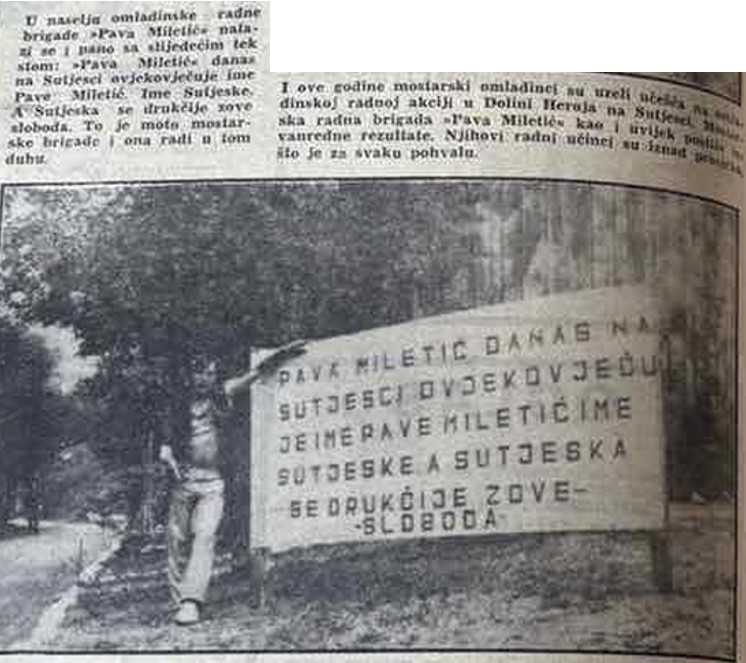 U naselju omladinske radne
brigade »Pava Miletić« nala-
zi se i pano sa slijedećim tek
stom: »Pava Miletić« danas
na Sutjesci ovjekovječuje ime
Pave Miletić. Ime Sutjeske.
A Sutjeska se drukčije zove
sloboda. To je moto mostar-
ske brigade i ona radi u tom
duhu.
I ove godine mostarski omladinci su uzeli učešća na
dinskoj radnoj akciji u Dolini Heroja na Sutjesci.
ska radna brigada »Pava Miletić« kao i uvijek
vanredne rezultate. Njihovi radni učinci su iznad
što je za svaku pohvalu.
PAVA MILETIĆ DANAS NA
SUTJESCI OVJEKOVJEČU
JE IME PAVE MILETIĆ IME
SUTJESKE A SUTJESKA
SE DRUKČIJE ZOVE-
-SLOBODA-